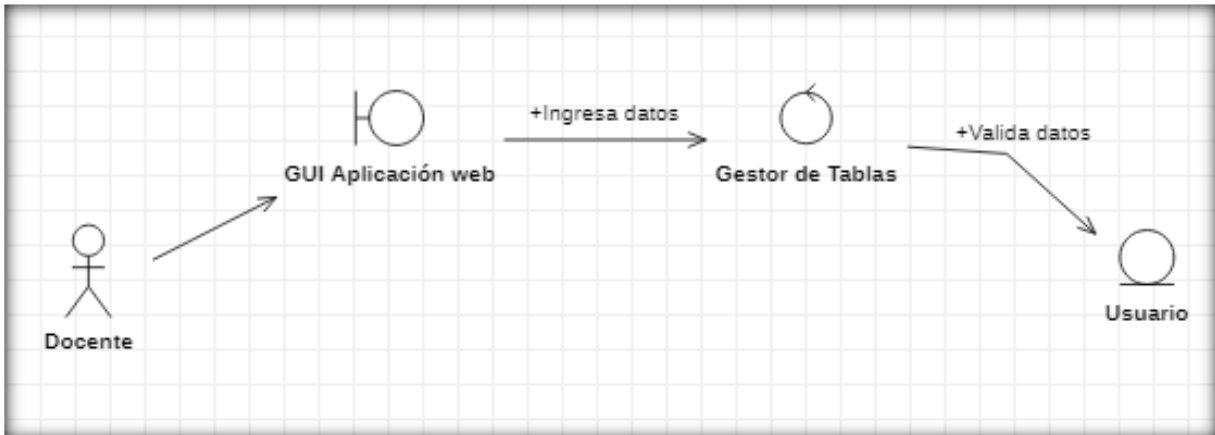 +Ingresa datos
+Valida datos
GUI Aplicación web
Gestor de Tablas
Usuario
Docente